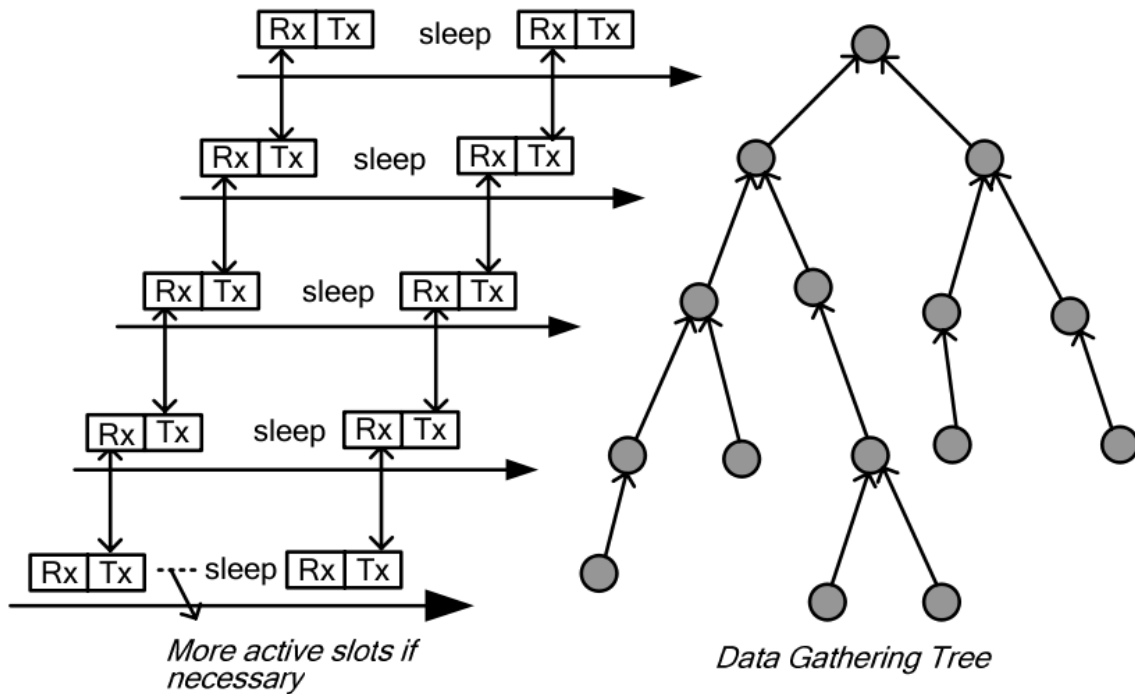 Rx Tx sleep Rx Tx
Rx Tx sleep Rx Tx
Rx Tx sleep Rx Tx
Rx Tx sleep Rx Tx
Rx Tx sleep Rx Tx
More active slots if
necessary
Data Gathering Tree